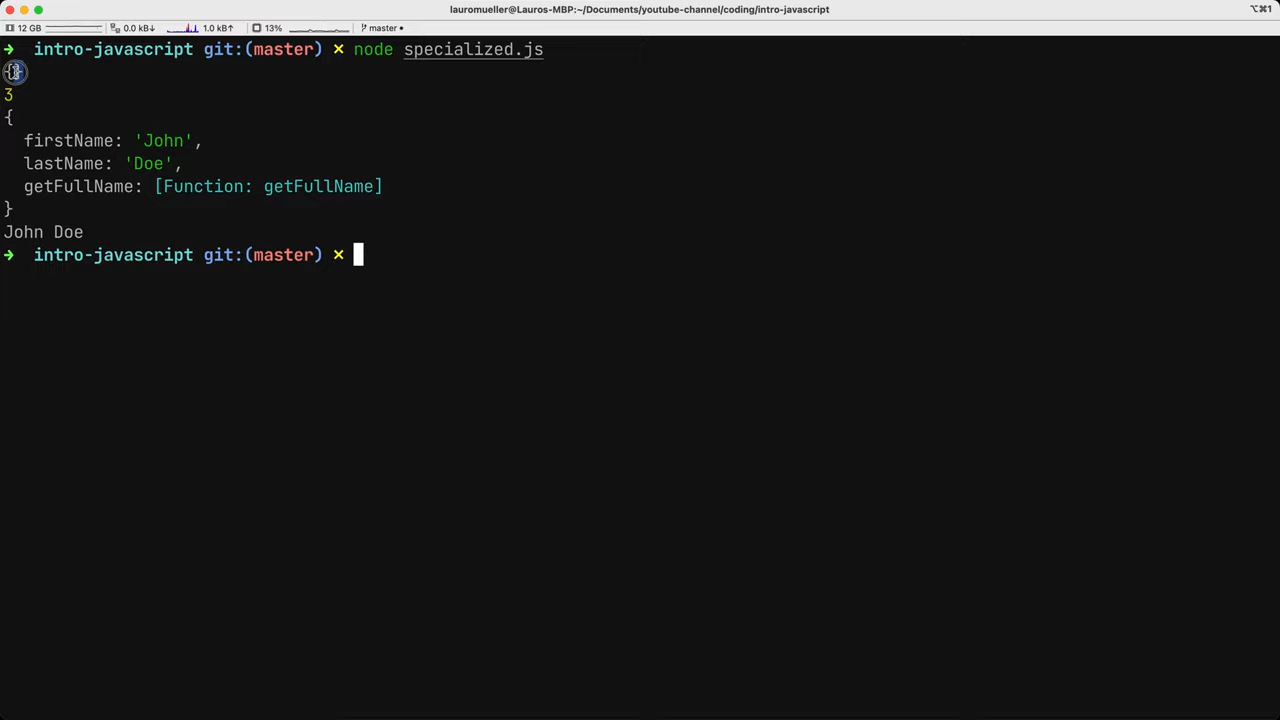 lauromueller@Lauros-MBP:~/Documents/youtube-channel/coding/intro-javascript
⌥⌘1
12 GB 0.0 kB↓ 1.0 kB↑ 13% master •
➜ intro-javascript git:(master) ✗ node specialized.js
{}
3
{
  firstName: 'John',
  lastName: 'Doe',
  getFullName: [Function: getFullName]
}
John Doe
➜ intro-javascript git:(master) ✗